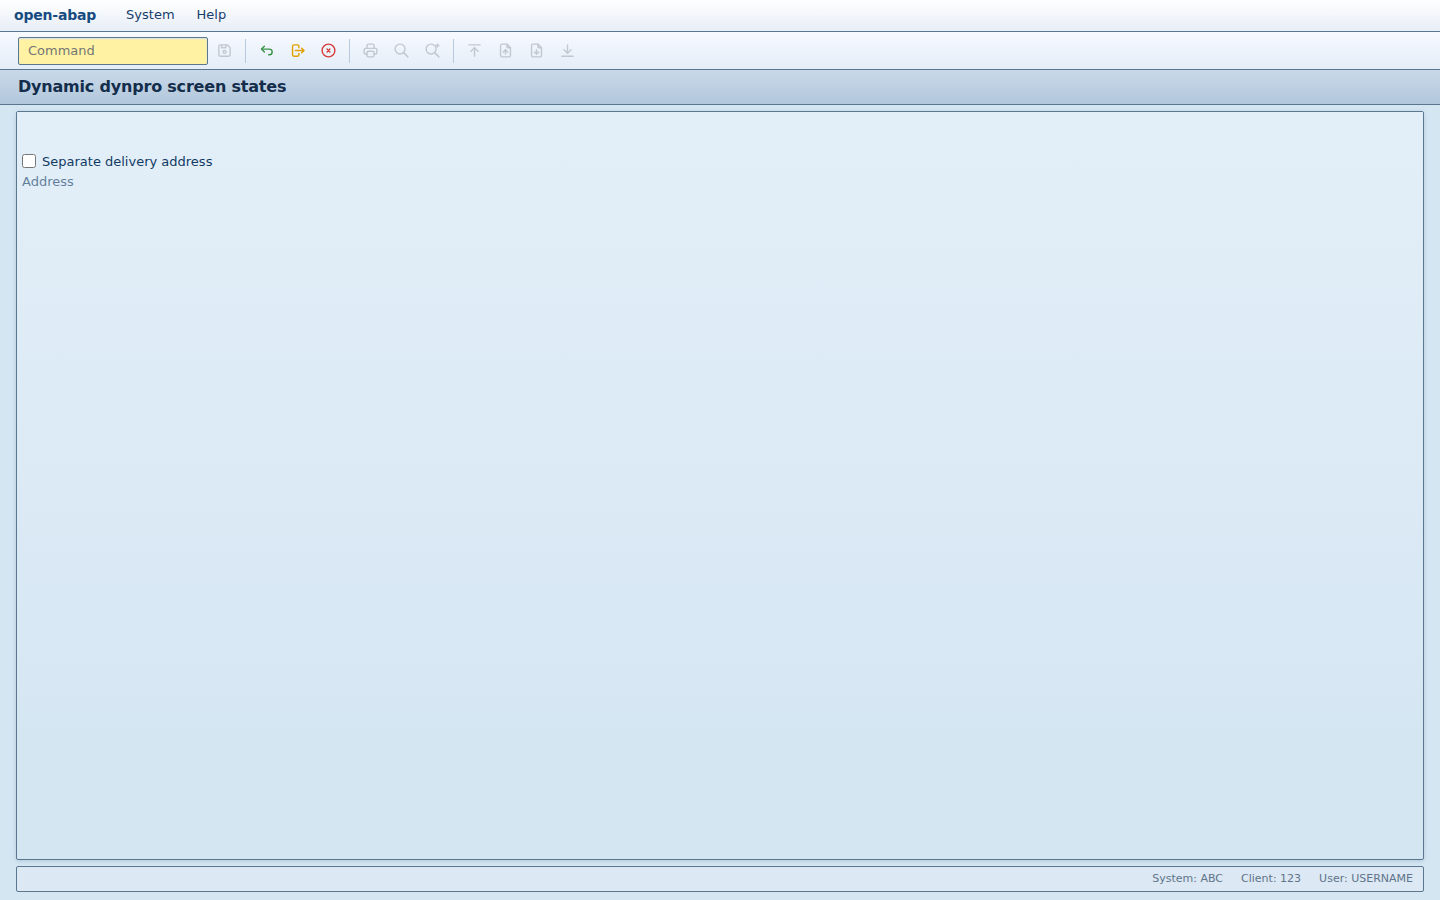 open-abap System Help
Command
Dynamic dynpro screen states
Separate delivery address
Address
System: ABC Client: 123 User: USERNAME